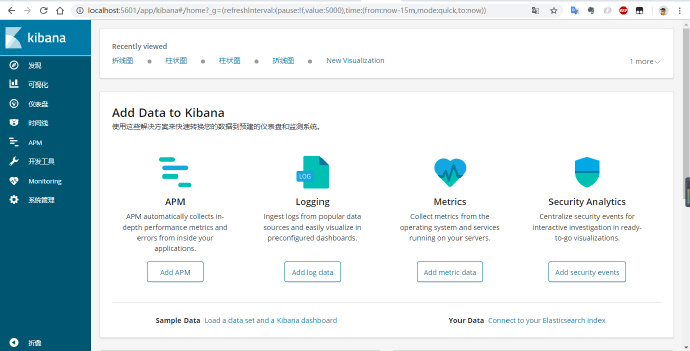 localhost:5601/app/kibana#/home?_g=(refreshInterval:(pause:!f,value:5000),time:(from:now-15m,mode:quick,to:now))
kibana
发现
可视化
仪表盘
时间线
APM
开发工具
Monitoring
系统管理
折叠
Recently viewed
折线图
柱状图
柱状图
折线图
New Visualization
1 more
Add Data to Kibana
使用这些解决方案来快速转换您的数据到预建的仪表盘和监测系统。
APM
APM automatically collects in-
depth performance metrics and
errors from inside your
applications.
Add APM
LOG
Logging
Ingest logs from popular data
sources and easily visualize in
preconfigured dashboards.
Add log data
Metrics
Collect metrics from the
operating system and services
running on your servers.
Add metric data
Security Analytics
Centralize security events for
interactive investigation in ready-
to-go visualizations.
Add security events
Sample Data Load a data set and a Kibana dashboard
Your Data Connect to your Elasticsearch index